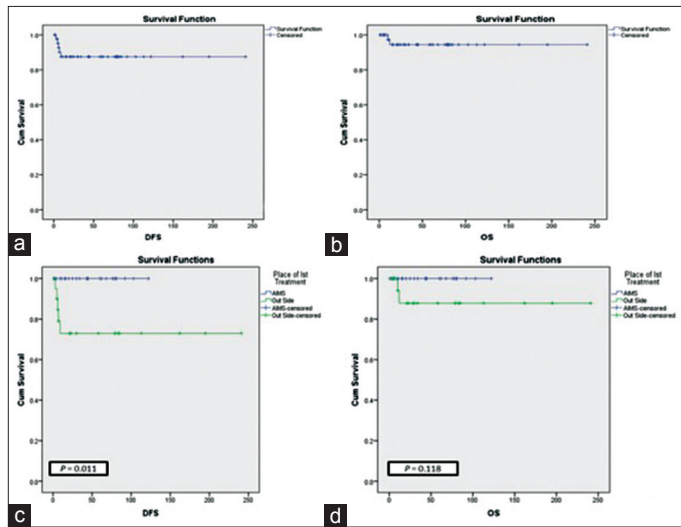 Survival Function
Survival Function
Censored
Cum Survival
1.0
0.8
0.6
0.4
0.2
0.0
0 50 100 150 200 250
DFS
a
Survival Function
Survival Function
Censored
Cum Survival
1.0
0.8
0.6
0.4
0.2
0.0
0 50 100 150 200 250
OS
b
Survival Functions
Place of Ist
Treatment
AIMS
Out Side
AIMS-censored
Out Side-censored
Cum Survival
1.0
0.8
0.6
0.4
0.2
0.0
P = 0.011
0 50 100 150 200 250
DFS
c
Survival Functions
Place of Ist
Treatment
AIMS
Out Side
AIMS-censored
Out Side-censored
Cum Survival
1.0
0.8
0.6
0.4
0.2
0.0
P = 0.118
0 50 100 150 200 250
OS
d